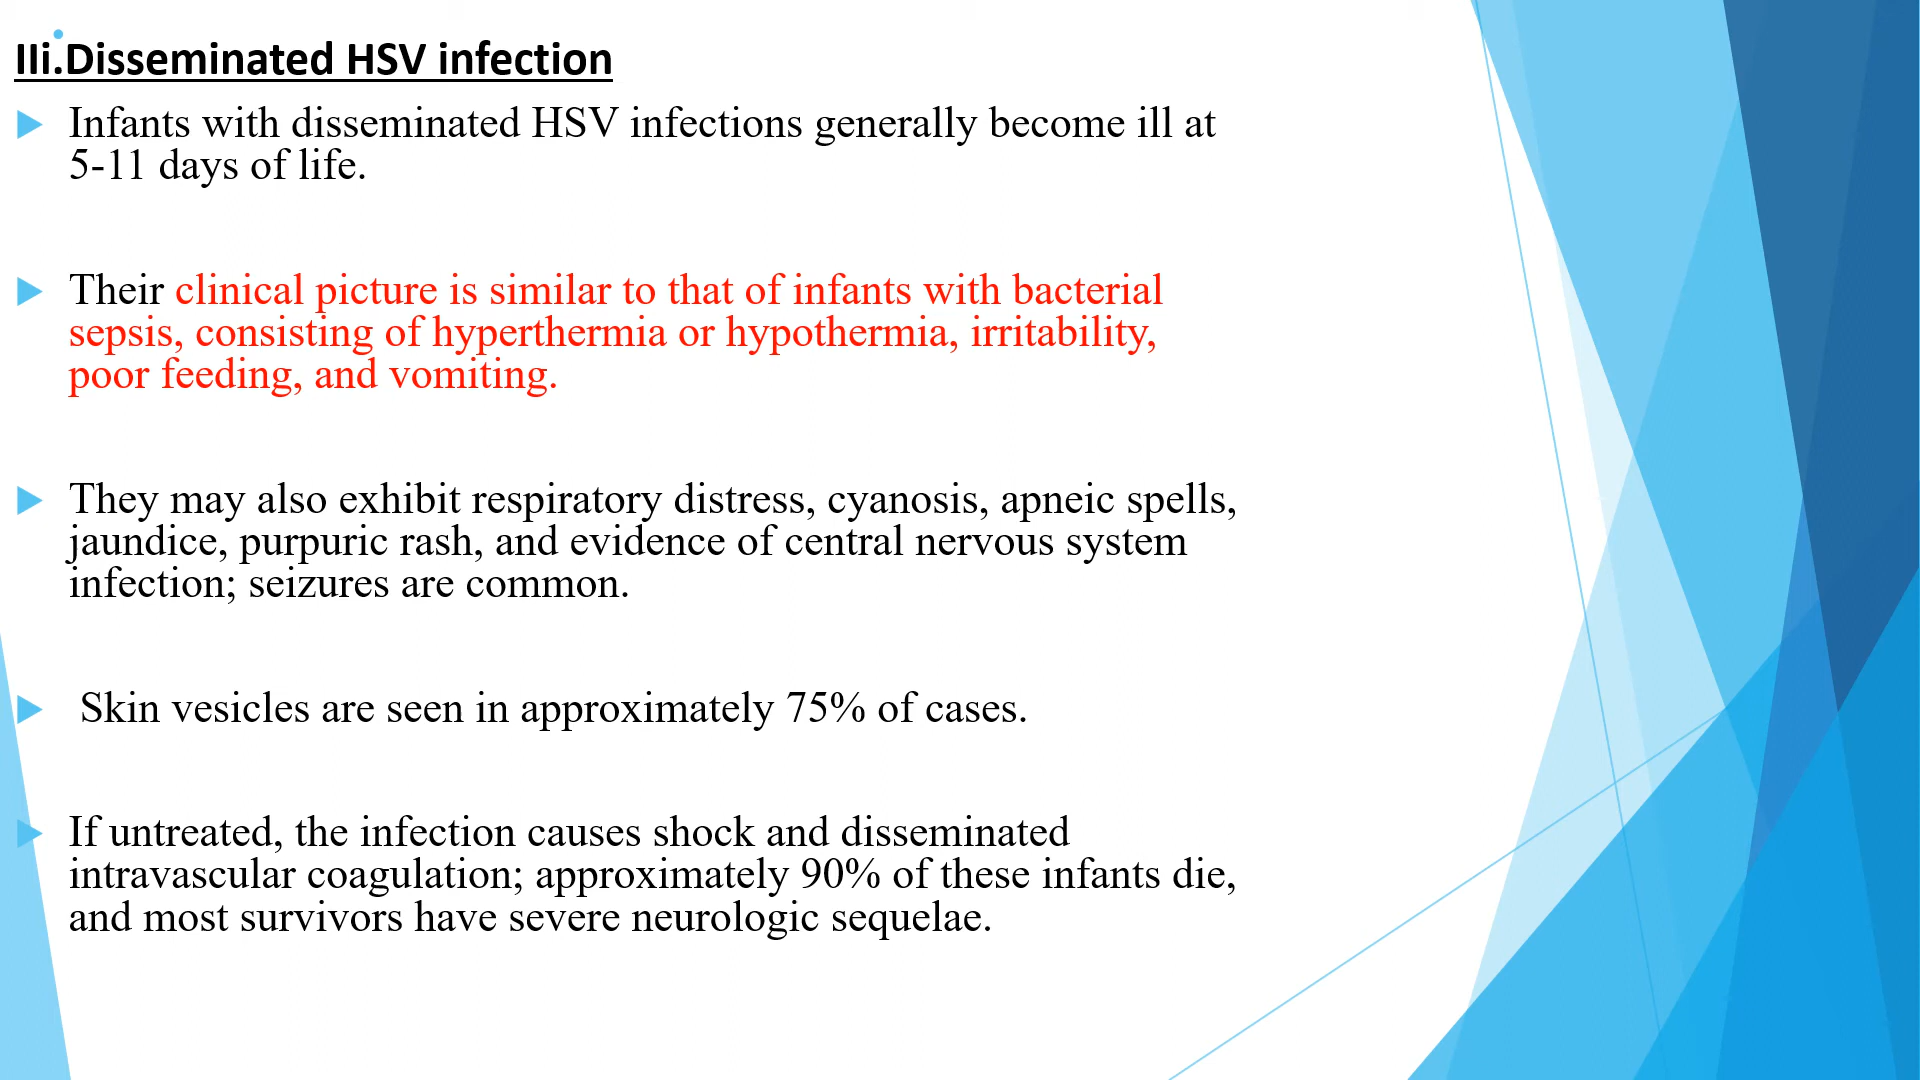 IIi.Disseminated HSV infection
Infants with disseminated HSV infections generally become ill at
5-11 days of life.
Their clinical picture is similar to that of infants with bacterial
sepsis, consisting of hyperthermia or hypothermia, irritability,
poor feeding, and vomiting.
They may also exhibit respiratory distress, cyanosis, apneic spells,
jaundice, purpuric rash, and evidence of central nervous system
infection; seizures are common.
Skin vesicles are seen in approximately 75% of cases.
If untreated, the infection causes shock and disseminated
intravascular coagulation; approximately 90% of these infants die,
and most survivors have severe neurologic sequelae.